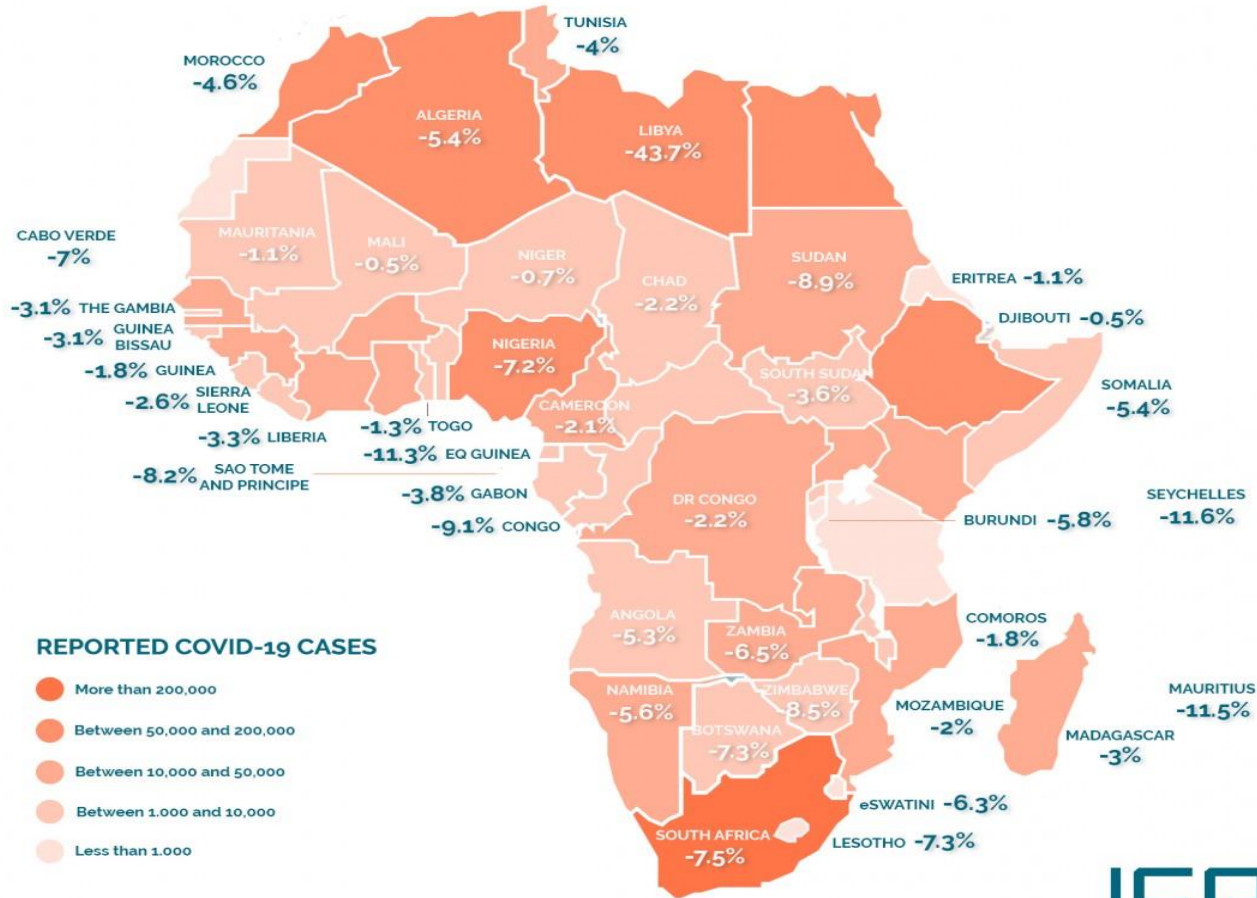 TUNISIA
-4%
MOROCCO
-4.6%
ALGERIA
-5.4%
LIBYA
-43.7%
CABO VERDE
-7%
MAURITANIA
-1.1%
MALI
-0.5%
NIGER
-0.7%
CHAD
-2.2%
SUDAN
-8.9%
ERITREA -1.1%
DJIBOUTI -0.5%
-3.1% THE GAMBIA
-3.1% GUINEA
BISSAU
-1.8% GUINEA
-2.6% SIERRA
LEONE
-3.3% LIBERIA
NIGERIA
-7.2%
CAMEROON
-2.1%
SOUTH SUDAN
-3.6%
SOMALIA
-5.4%
-1.3% TOGO
-11.3% EQ GUINEA
-8.2% SAO TOME
AND PRINCIPE
-3.8% GABON
-9.1% CONGO
DR CONGO
-2.2%
BURUNDI -5.8%
SEYCHELLES
-11.6%
ANGOLA
-5.3%
ZAMBIA
-6.5%
COMOROS
-1.8%
NAMIBIA
-5.6%
ZIMBABWE
-8.5%
BOTSWANA
-7.3%
MOZAMBIQUE
-2%
MAURITIUS
-11.5%
MADAGASCAR
-3%
eSWATINI -6.3%
SOUTH AFRICA
-7.5%
LESOTHO -7.3%
REPORTED COVID-19 CASES
More than 200,000
Between 50,000 and 200,000
Between 10,000 and 50,000
Between 1.000 and 10,000
Less than 1.000